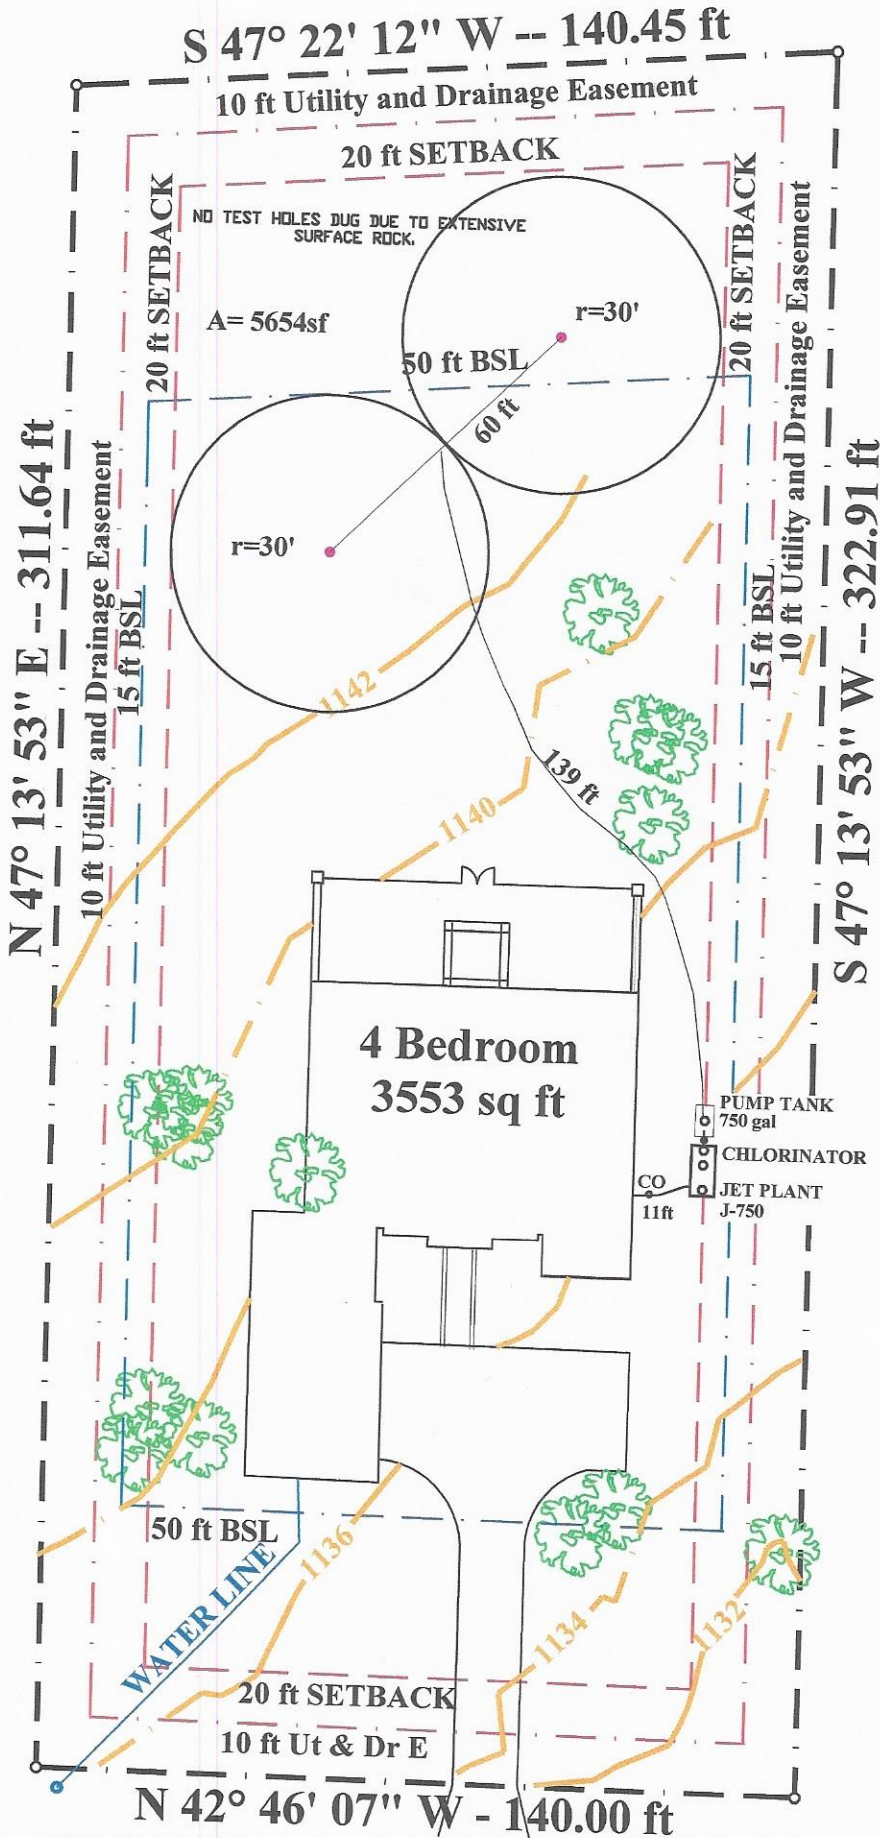 S 47° 22' 12" W -- 140.45 ft
10 ft Utility and Drainage Easement
20 ft SETBACK
20 ft SETBACK
20 ft SETBACK
10 ft Utility and Drainage Easement
NO TEST HOLES DUG DUE TO EXTENSIVE
SURFACE ROCK.
A= 5654sf
r=30'
50 ft BSL
60 ft
r=30'
N 47° 13' 53" E -- 311.64 ft
10 ft Utility and Drainage Easement
15 ft BSL
15 ft BSL
S 47° 13' 53" W -- 322.91 ft
1142
139 ft
1140
4 Bedroom
3553 sq ft
PUMP TANK
750 gal
CHLORINATOR
CO
11ft
JET PLANT
J-750
50 ft BSL
WATER LINE
1136
1134
1132
20 ft SETBACK
10 ft Ut & Dr E
N 42° 46' 07" W - 140.00 ft